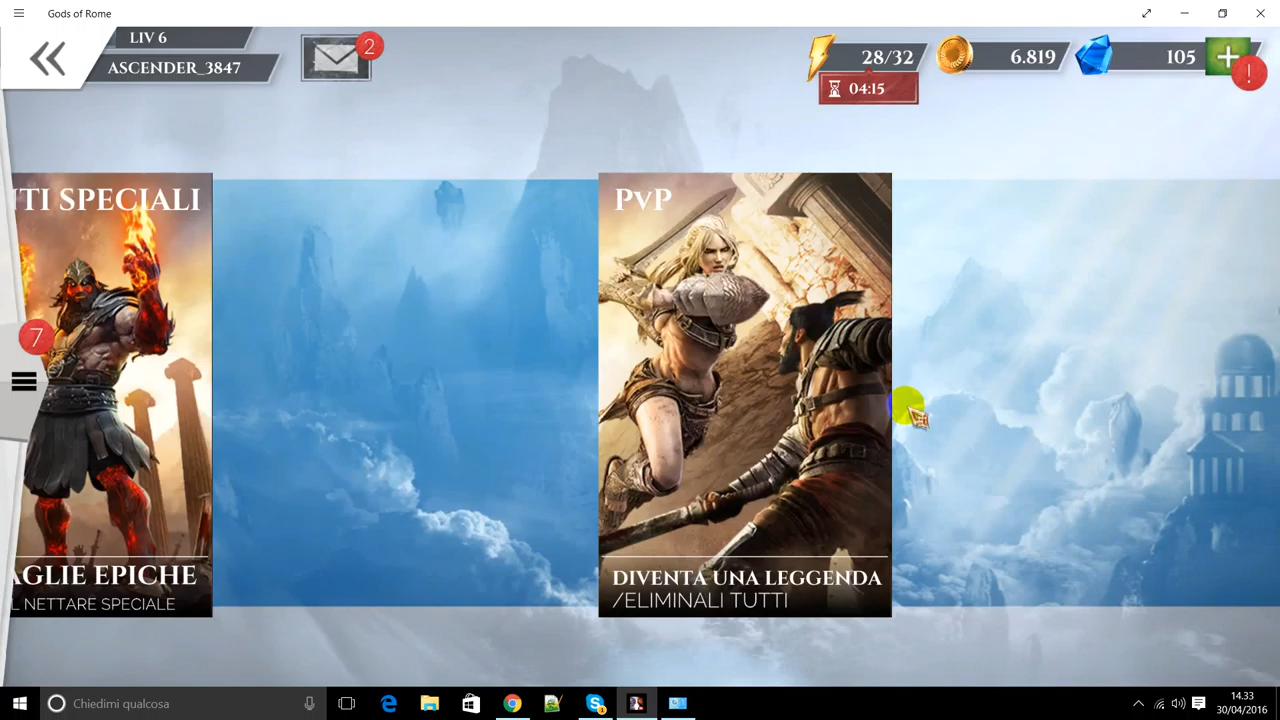 Gods of Rome
LIV 6
ASCENDER_3847
2
28/32
04:15
6.819
105
!
TI SPECIALI
PvP
7
AGLIE EPICHE
L NETTARE SPECIALE
DIVENTA UNA LEGGENDA
/ELIMINALI TUTTI
Chiedimi qualcosa
14.33
30/04/2016